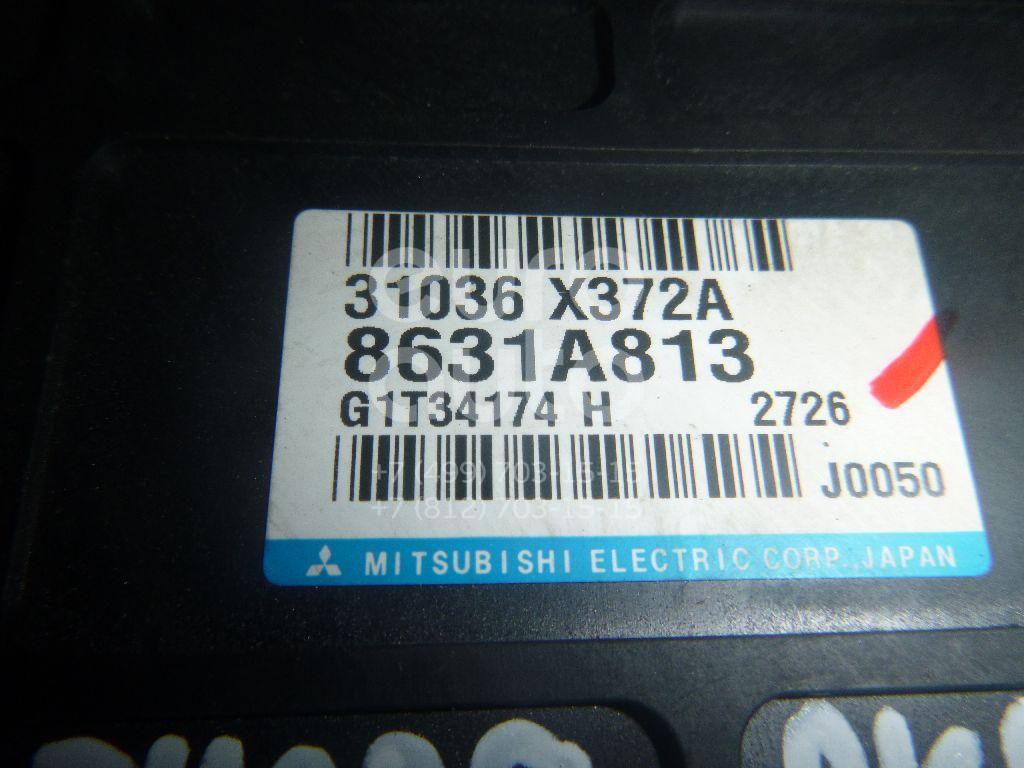 31036 X372A
8631A813
G1T34174 H 2726
+7 (499) 703-15-15
J0050
+7 (812) 703-15-15
MITSUBISHI ELECTRIC CORP., JAPAN